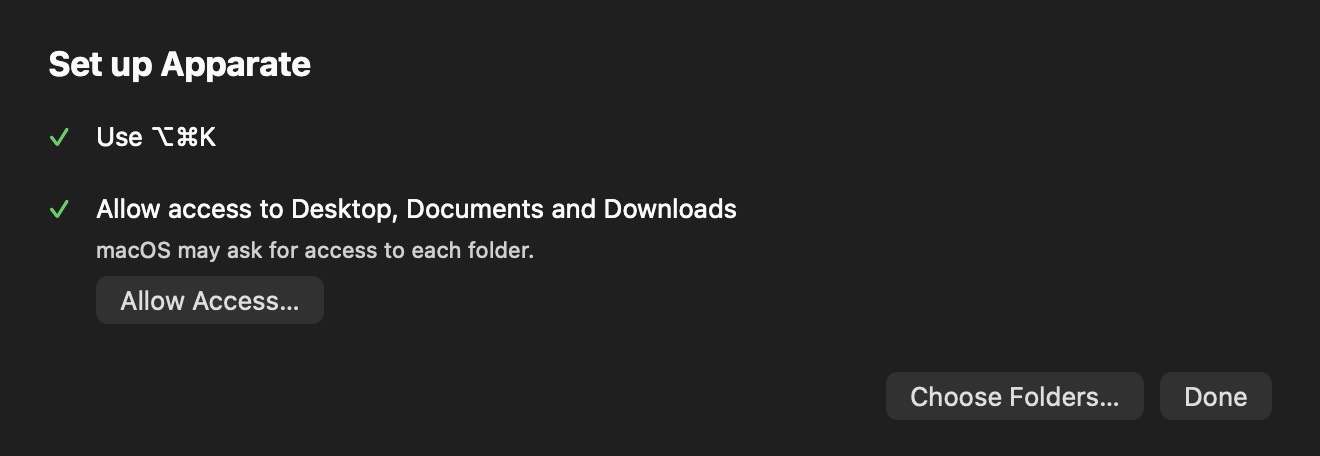 Set up Apparate
Use ⌥⌘K
Allow access to Desktop, Documents and Downloads
macOS may ask for access to each folder.
Allow Access...
Choose Folders...
Done